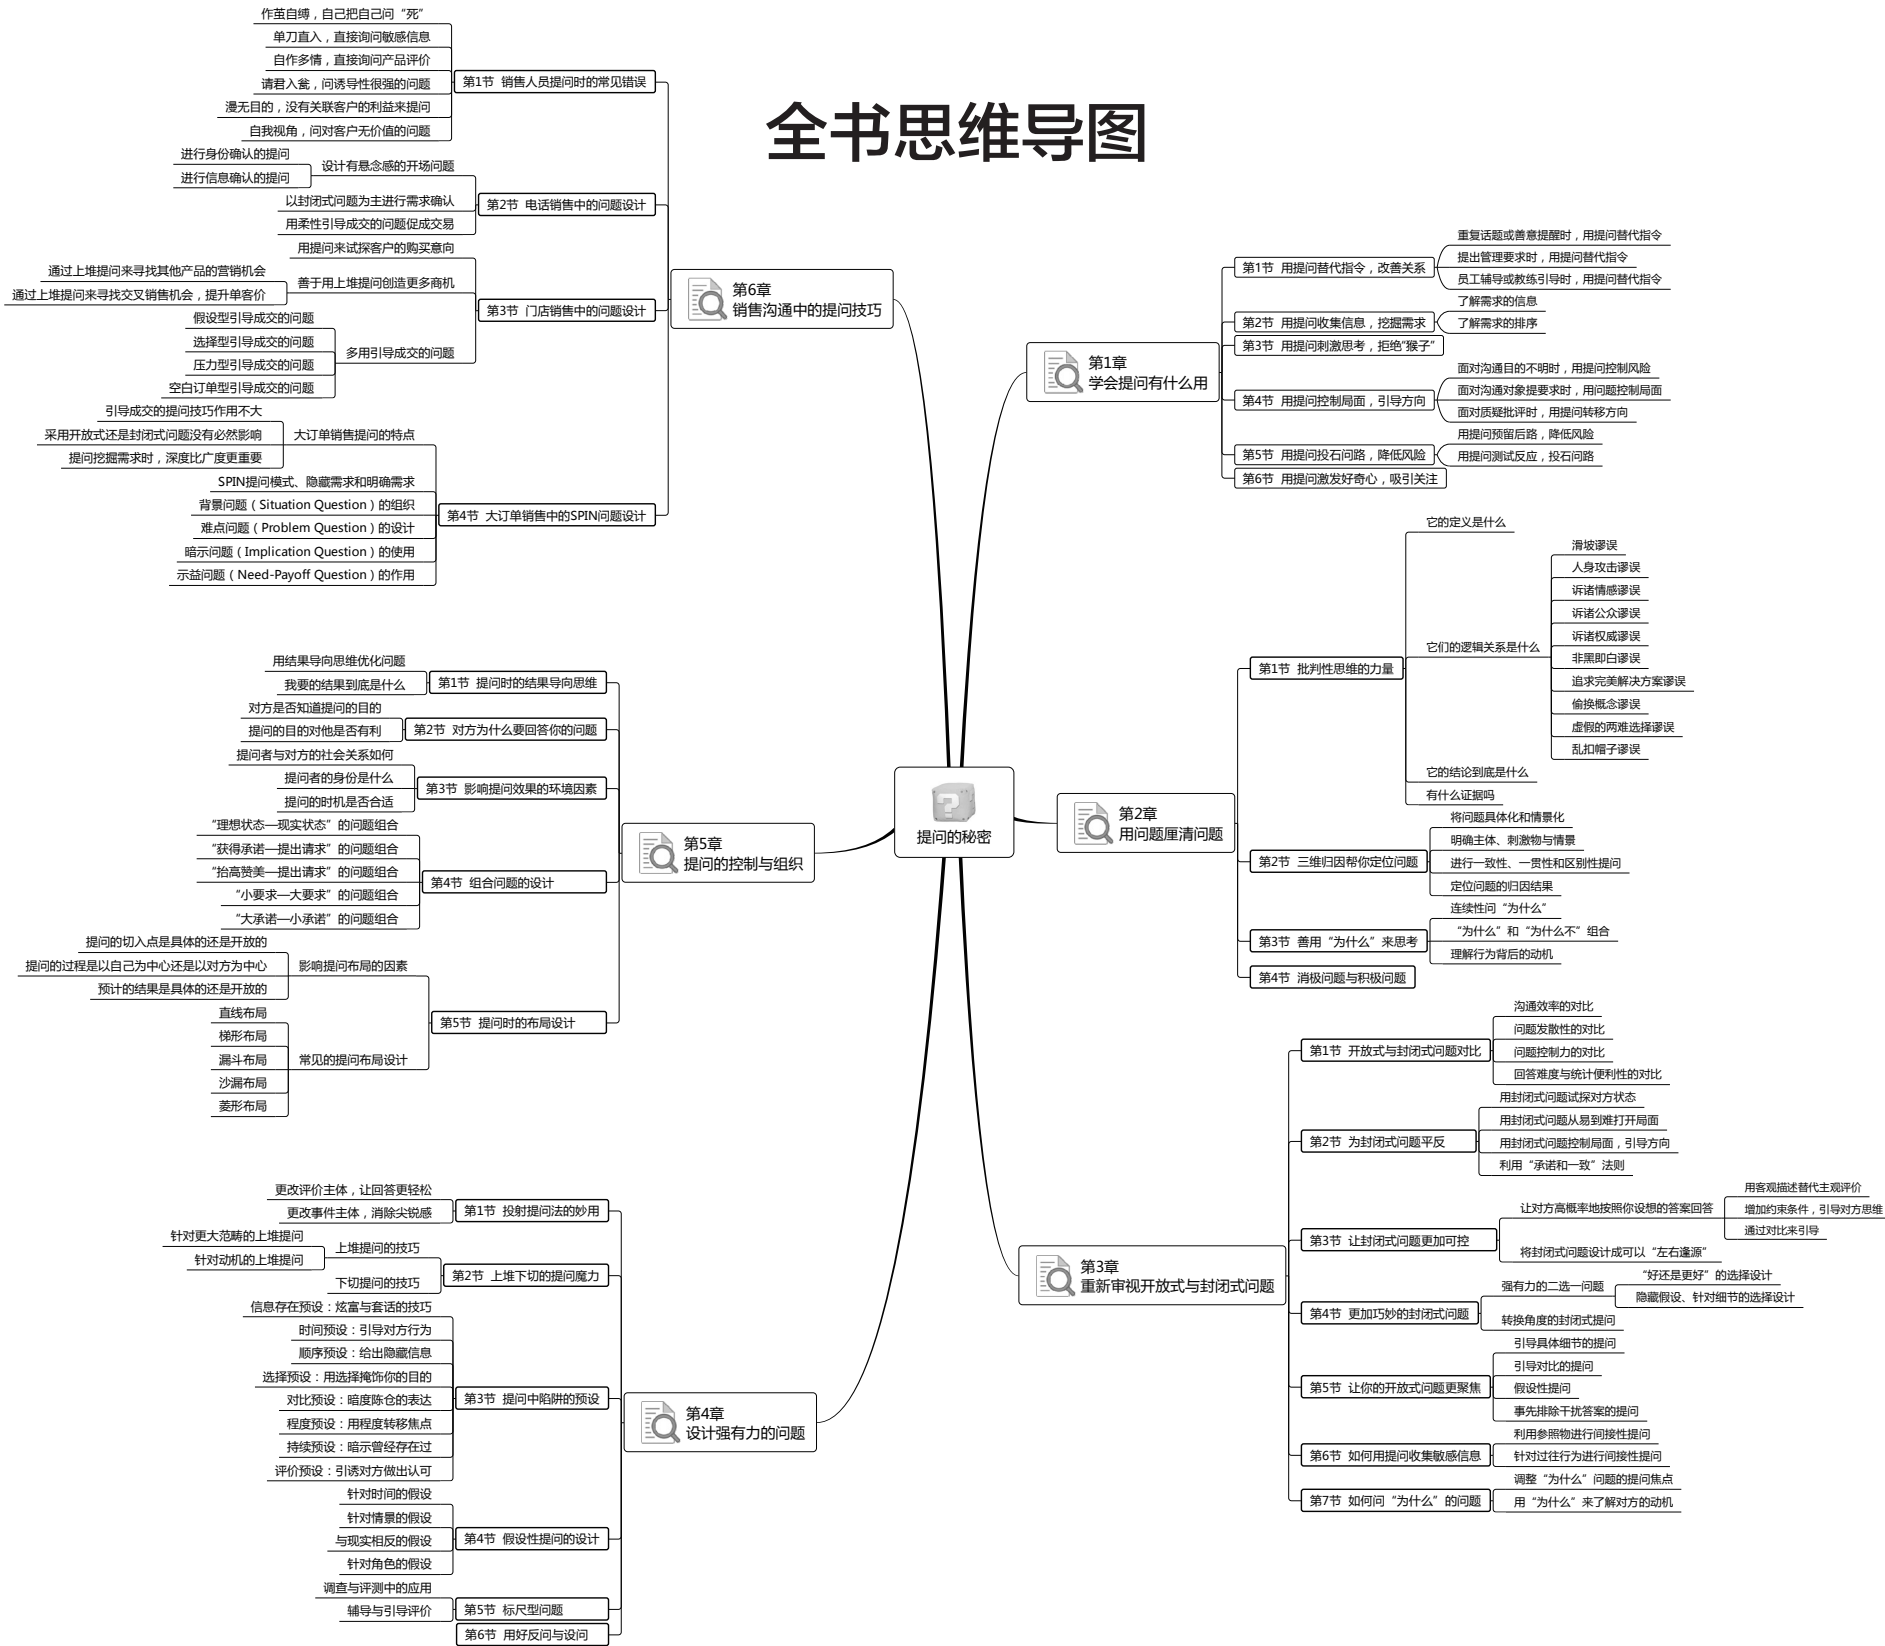 全书思维导图
提问的秘密
第1章
学会提问有什么用
第1节 用提问替代指令，改善关系
重复话题或善意提醒时，用提问替代指令
提出管理要求时，用提问替代指令
员工辅导或教练引导时，用提问替代指令
第2节 用提问收集信息，挖掘需求
了解需求的信息
了解需求的排序
第3节 用提问刺激思考，拒绝“猴子”
第4节 用提问控制局面，引导方向
面对沟通目的不明时，用提问控制风险
面对沟通对象提要求时，用问题控制局面
面对质疑批评时，用提问转移方向
第5节 用提问投石问路，降低风险
用提问预留后路，降低风险
用提问测试反应，投石问路
第6节 用提问激发好奇心，吸引关注
第2章
用问题厘清问题
第1节 批判性思维的力量
它的定义是什么
它们的逻辑关系是什么
滑坡谬误
人身攻击谬误
诉诸情感谬误
诉诸公众谬误
诉诸权威谬误
非黑即白谬误
追求完美解决方案谬误
偷换概念谬误
虚假的两难选择谬误
乱扣帽子谬误
它的结论到底是什么
有什么证据吗
第2节 三维归因帮你定位问题
将问题具体化和情景化
明确主体、刺激物与情景
进行一致性、一贯性和区别性提问
定位问题的归因结果
第3节 善用“为什么”来思考
连续性问“为什么”
“为什么”和“为什么不”组合
理解行为背后的动机
第4节 消极问题与积极问题
第3章
重新审视开放式与封闭式问题
第1节 开放式与封闭式问题对比
沟通效率的对比
问题发散性的对比
问题控制力的对比
回答难度与统计便利性的对比
第2节 为封闭式问题平反
用封闭式问题试探对方状态
用封闭式问题从易到难打开局面
用封闭式问题控制局面，引导方向
利用“承诺和一致”法则
第3节 让封闭式问题更加可控
让对方高概率地按照你设想的答案回答
用客观描述替代主观评价
增加约束条件，引导对方思维
通过对比来引导
将封闭式问题设计成可以“左右逢源”
第4节 更加巧妙的封闭式问题
强有力的二选一问题
“好还是更好”的选择设计
隐藏假设、针对细节的选择设计
转换角度的封闭式提问
第5节 让你的开放式问题更聚焦
引导具体细节的提问
引导对比的提问
假设性提问
事先排除干扰答案的提问
第6节 如何用提问收集敏感信息
利用参照物进行间接性提问
针对过往行为进行间接性提问
第7节 如何问“为什么”的问题
调整“为什么”问题的提问焦点
用“为什么”来了解对方的动机
第4章
设计强有力的问题
第1节 投射提问法的妙用
更改评价主体，让回答更轻松
更改事件主体，消除尖锐感
第2节 上堆下切的提问魔力
上堆提问的技巧
针对更大范畴的上堆提问
针对动机的上堆提问
下切提问的技巧
第3节 提问中陷阱的预设
信息存在预设：炫富与套话的技巧
时间预设：引导对方行为
顺序预设：给出隐藏信息
选择预设：用选择掩饰你的目的
对比预设：暗度陈仓的表达
程度预设：用程度转移焦点
持续预设：暗示曾经存在过
评价预设：引诱对方做出认可
第4节 假设性提问的设计
针对时间的假设
针对情景的假设
与现实相反的假设
针对角色的假设
第5节 标尺型问题
调查与评测中的应用
辅导与引导评价
第6节 用好反问与设问
第5章
提问的控制与组织
第1节 提问时的结果导向思维
用结果导向思维优化问题
我要的结果到底是什么
第2节 对方为什么要回答你的问题
对方是否知道提问的目的
提问的目的对他是否有利
第3节 影响提问效果的环境因素
提问者与对方的社会关系如何
提问者的身份是什么
提问的时机是否合适
第4节 组合问题的设计
“理想状态—现实状态”的问题组合
“获得承诺—提出请求”的问题组合
“抬高赞美—提出请求”的问题组合
“小要求—大要求”的问题组合
“大承诺—小承诺”的问题组合
第5节 提问时的布局设计
影响提问布局的因素
提问的切入点是具体的还是开放的
提问的过程是以自己为中心还是以对方为中心
预计的结果是具体的还是开放的
常见的提问布局设计
直线布局
梯形布局
漏斗布局
沙漏布局
菱形布局
第6章
销售沟通中的提问技巧
第1节 销售人员提问时的常见错误
作茧自缚，自己把自己问“死”
单刀直入，直接询问敏感信息
自作多情，直接询问产品评价
请君入瓮，问诱导性很强的问题
漫无目的，没有关联客户的利益来提问
自我视角，问对客户无价值的问题
第2节 电话销售中的问题设计
设计有悬念感的开场问题
进行身份确认的提问
进行信息确认的提问
以封闭式问题为主进行需求确认
用柔性引导成交的问题促成交易
第3节 门店销售中的问题设计
用提问来试探客户的购买意向
善于用上堆提问创造更多商机
通过上堆提问来寻找其他产品的营销机会
通过上堆提问来寻找交叉销售机会，提升单客价
多用引导成交的问题
假设型引导成交的问题
选择型引导成交的问题
压力型引导成交的问题
空白订单型引导成交的问题
第4节 大订单销售中的SPIN问题设计
大订单销售提问的特点
引导成交的提问技巧作用不大
采用开放式还是封闭式问题没有必然影响
提问挖掘需求时，深度比广度更重要
SPIN提问模式、隐藏需求和明确需求
背景问题（Situation Question）的组织
难点问题（Problem Question）的设计
暗示问题（Implication Question）的使用
示益问题（Need-Payoff Question）的作用